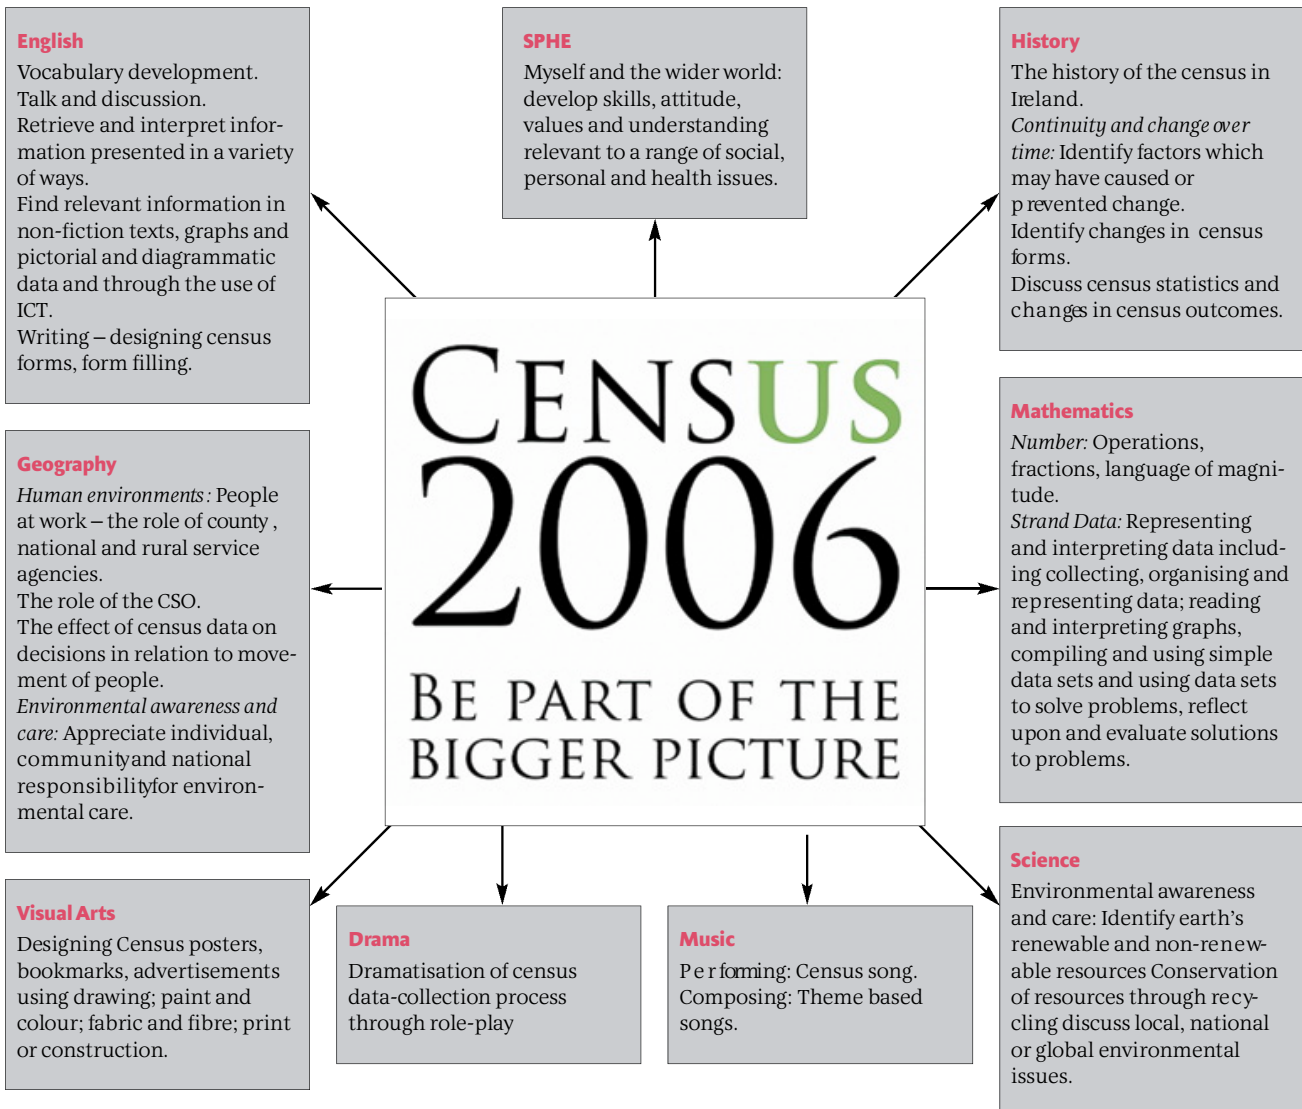 English
Vocabulary development.
Talk and discussion.
Retrieve and interpret infor-
mation presented in a variety
of ways.
Find relevant information in
non-fiction texts, graphs and
pictorial and diagrammatic
data and through the use of
ICT.
Writing – designing census
forms, form filling.
SPHE
Myself and the wider world:
develop skills, attitude,
values and understanding
relevant to a range of social,
personal and health issues.
History
The history of the census in
Ireland.
Continuity and change over
time: Identify factors which
may have caused or
prevented change.
Identify changes in census
forms.
Discuss census statistics and
changes in census outcomes.
CENSUS
2006
BE PART OF THE
BIGGER PICTURE
Geography
Human environments: People
at work – the role of county,
national and rural service
agencies.
The role of the CSO.
The effect of census data on
decisions in relation to move-
ment of people.
Environmental awareness and
care: Appreciate individual,
community and national
responsibility for environ-
mental care.
Mathematics
Number: Operations,
fractions, language of magni-
tude.
Strand Data: Representing
and interpreting data includ-
ing collecting, organising and
representing data; reading
and interpreting graphs,
compiling and using simple
data sets and using data sets
to solve problems, reflect
upon and evaluate solutions
to problems.
Visual Arts
Designing Census posters,
bookmarks, advertisements
using drawing; paint and
colour; fabric and fibre; print
or construction.
Drama
Dramatisation of census
data-collection process
through role-play
Music
Performing: Census song.
Composing: Theme based
songs.
Science
Environmental awareness
and care: Identify earth’s
renewable and non-renew-
able resources Conservation
of resources through recy-
cling discuss local, national
or global environmental
issues.